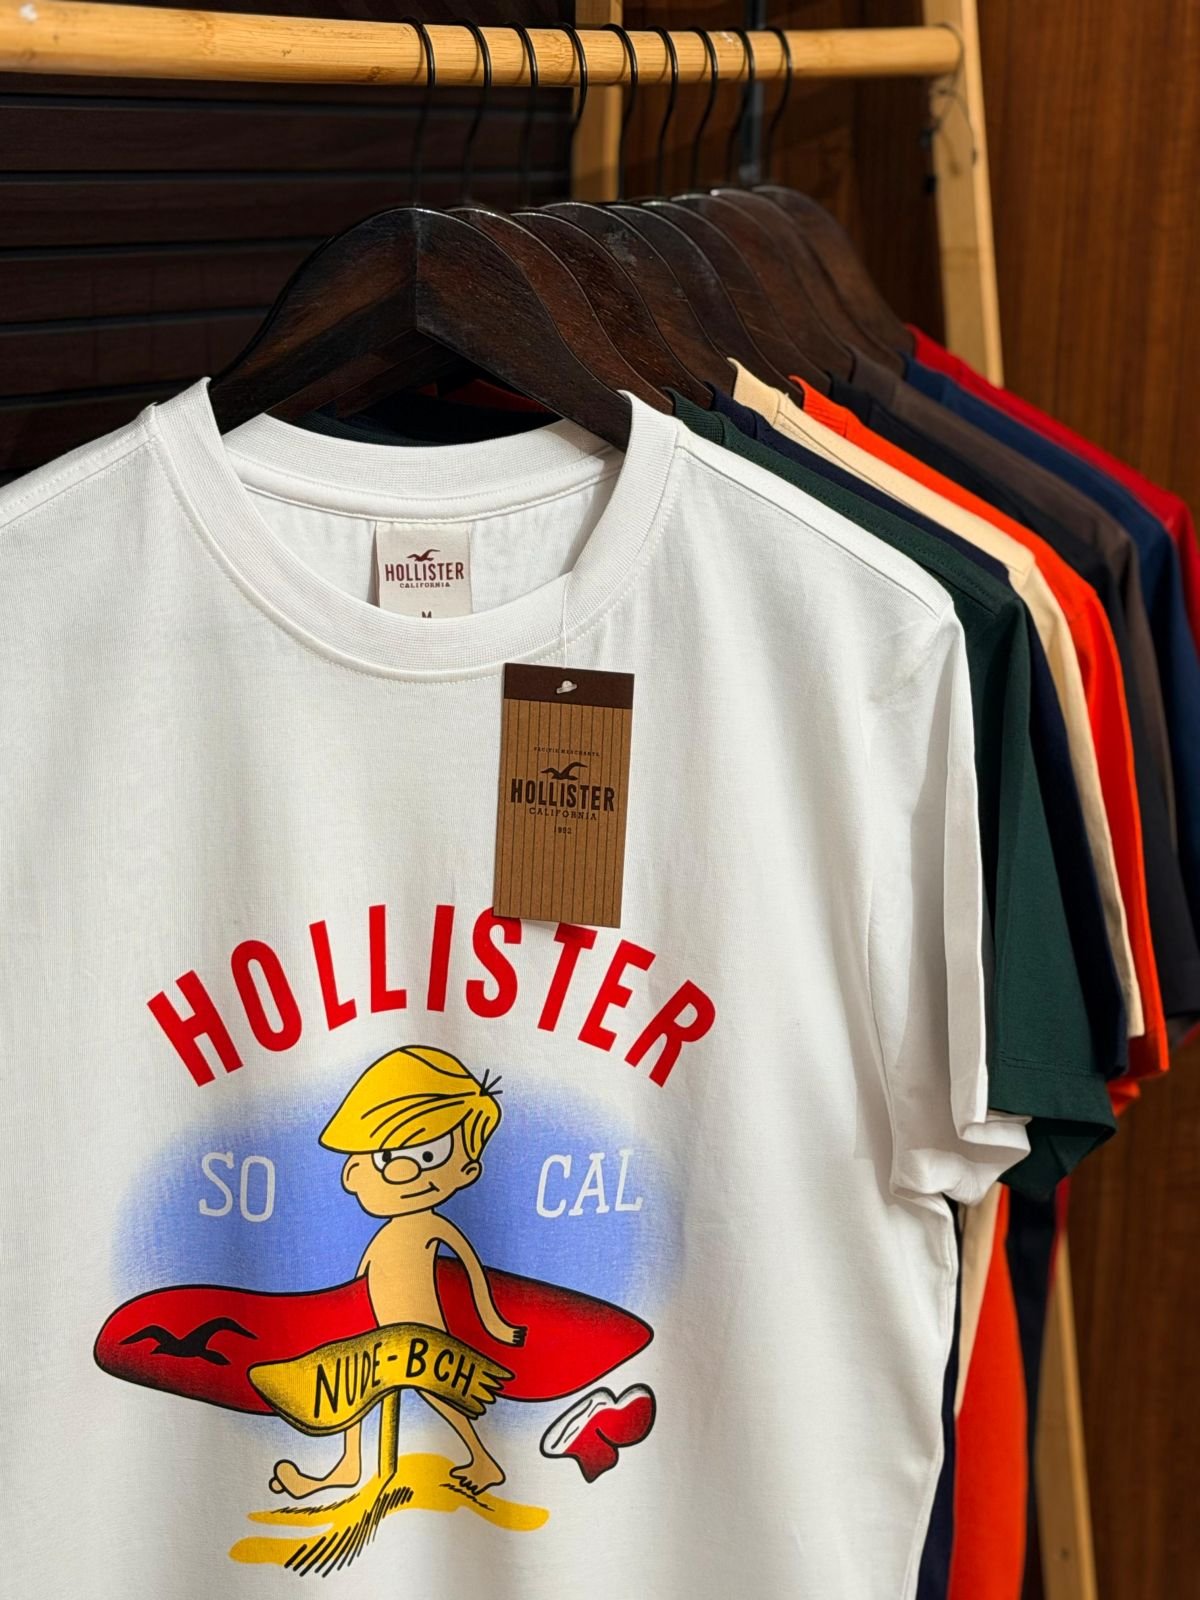 HOLLISTER
CALIFORNIA
M
PACIFIC MERCHANTS
HOLLISTER
CALIFORNIA
HOLLISTER
SO CAL
NUDE-BCH